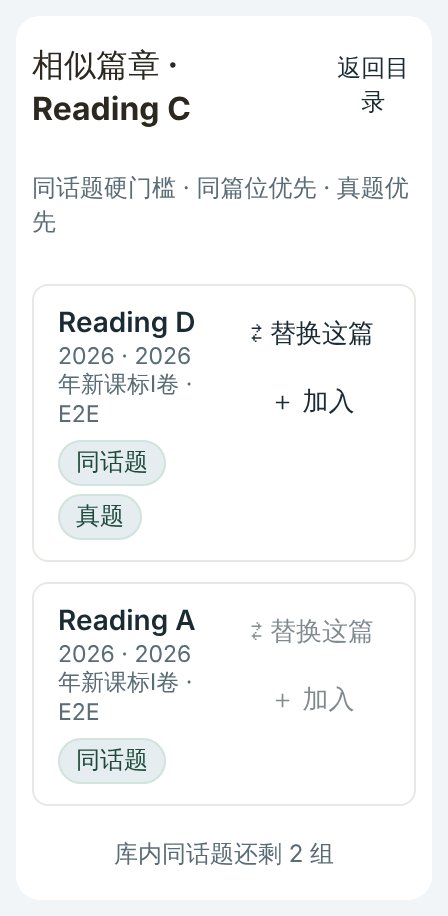 相似篇章 ·
Reading C
返回目
录
同话题硬门槛 · 同篇位优先 · 真题优
先
Reading D
2026 · 2026
年新课标I卷 ·
E2E
同话题
真题
⇄ 替换这篇
＋ 加入
Reading A
2026 · 2026
年新课标I卷 ·
E2E
同话题
⇄ 替换这篇
＋ 加入
库内同话题还剩 2 组